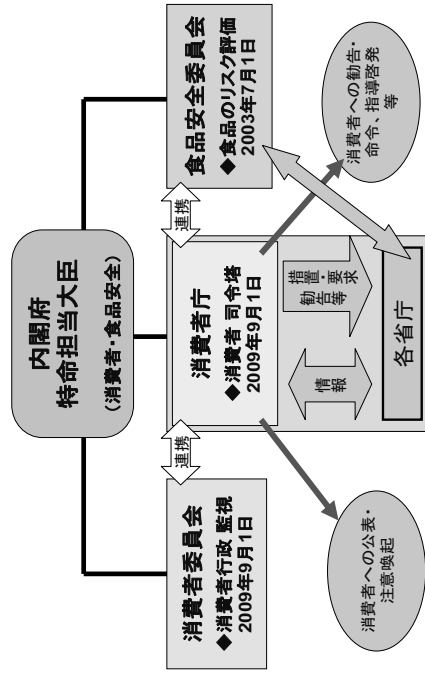 内閣府
特命担当大臣
(消費者・食品安全)
消費者委員会
◆消費者行政 監視
2009年9月1日
連携
消費者庁
◆消費者 司令塔
2009年9月1日
連携
食品安全委員会
◆食品のリスク評価
2003年7月1日
情報
措置・要求
勧告等
各省庁
消費者への公表・
注意喚起
消費者への勧告・
命令、指導啓発
等